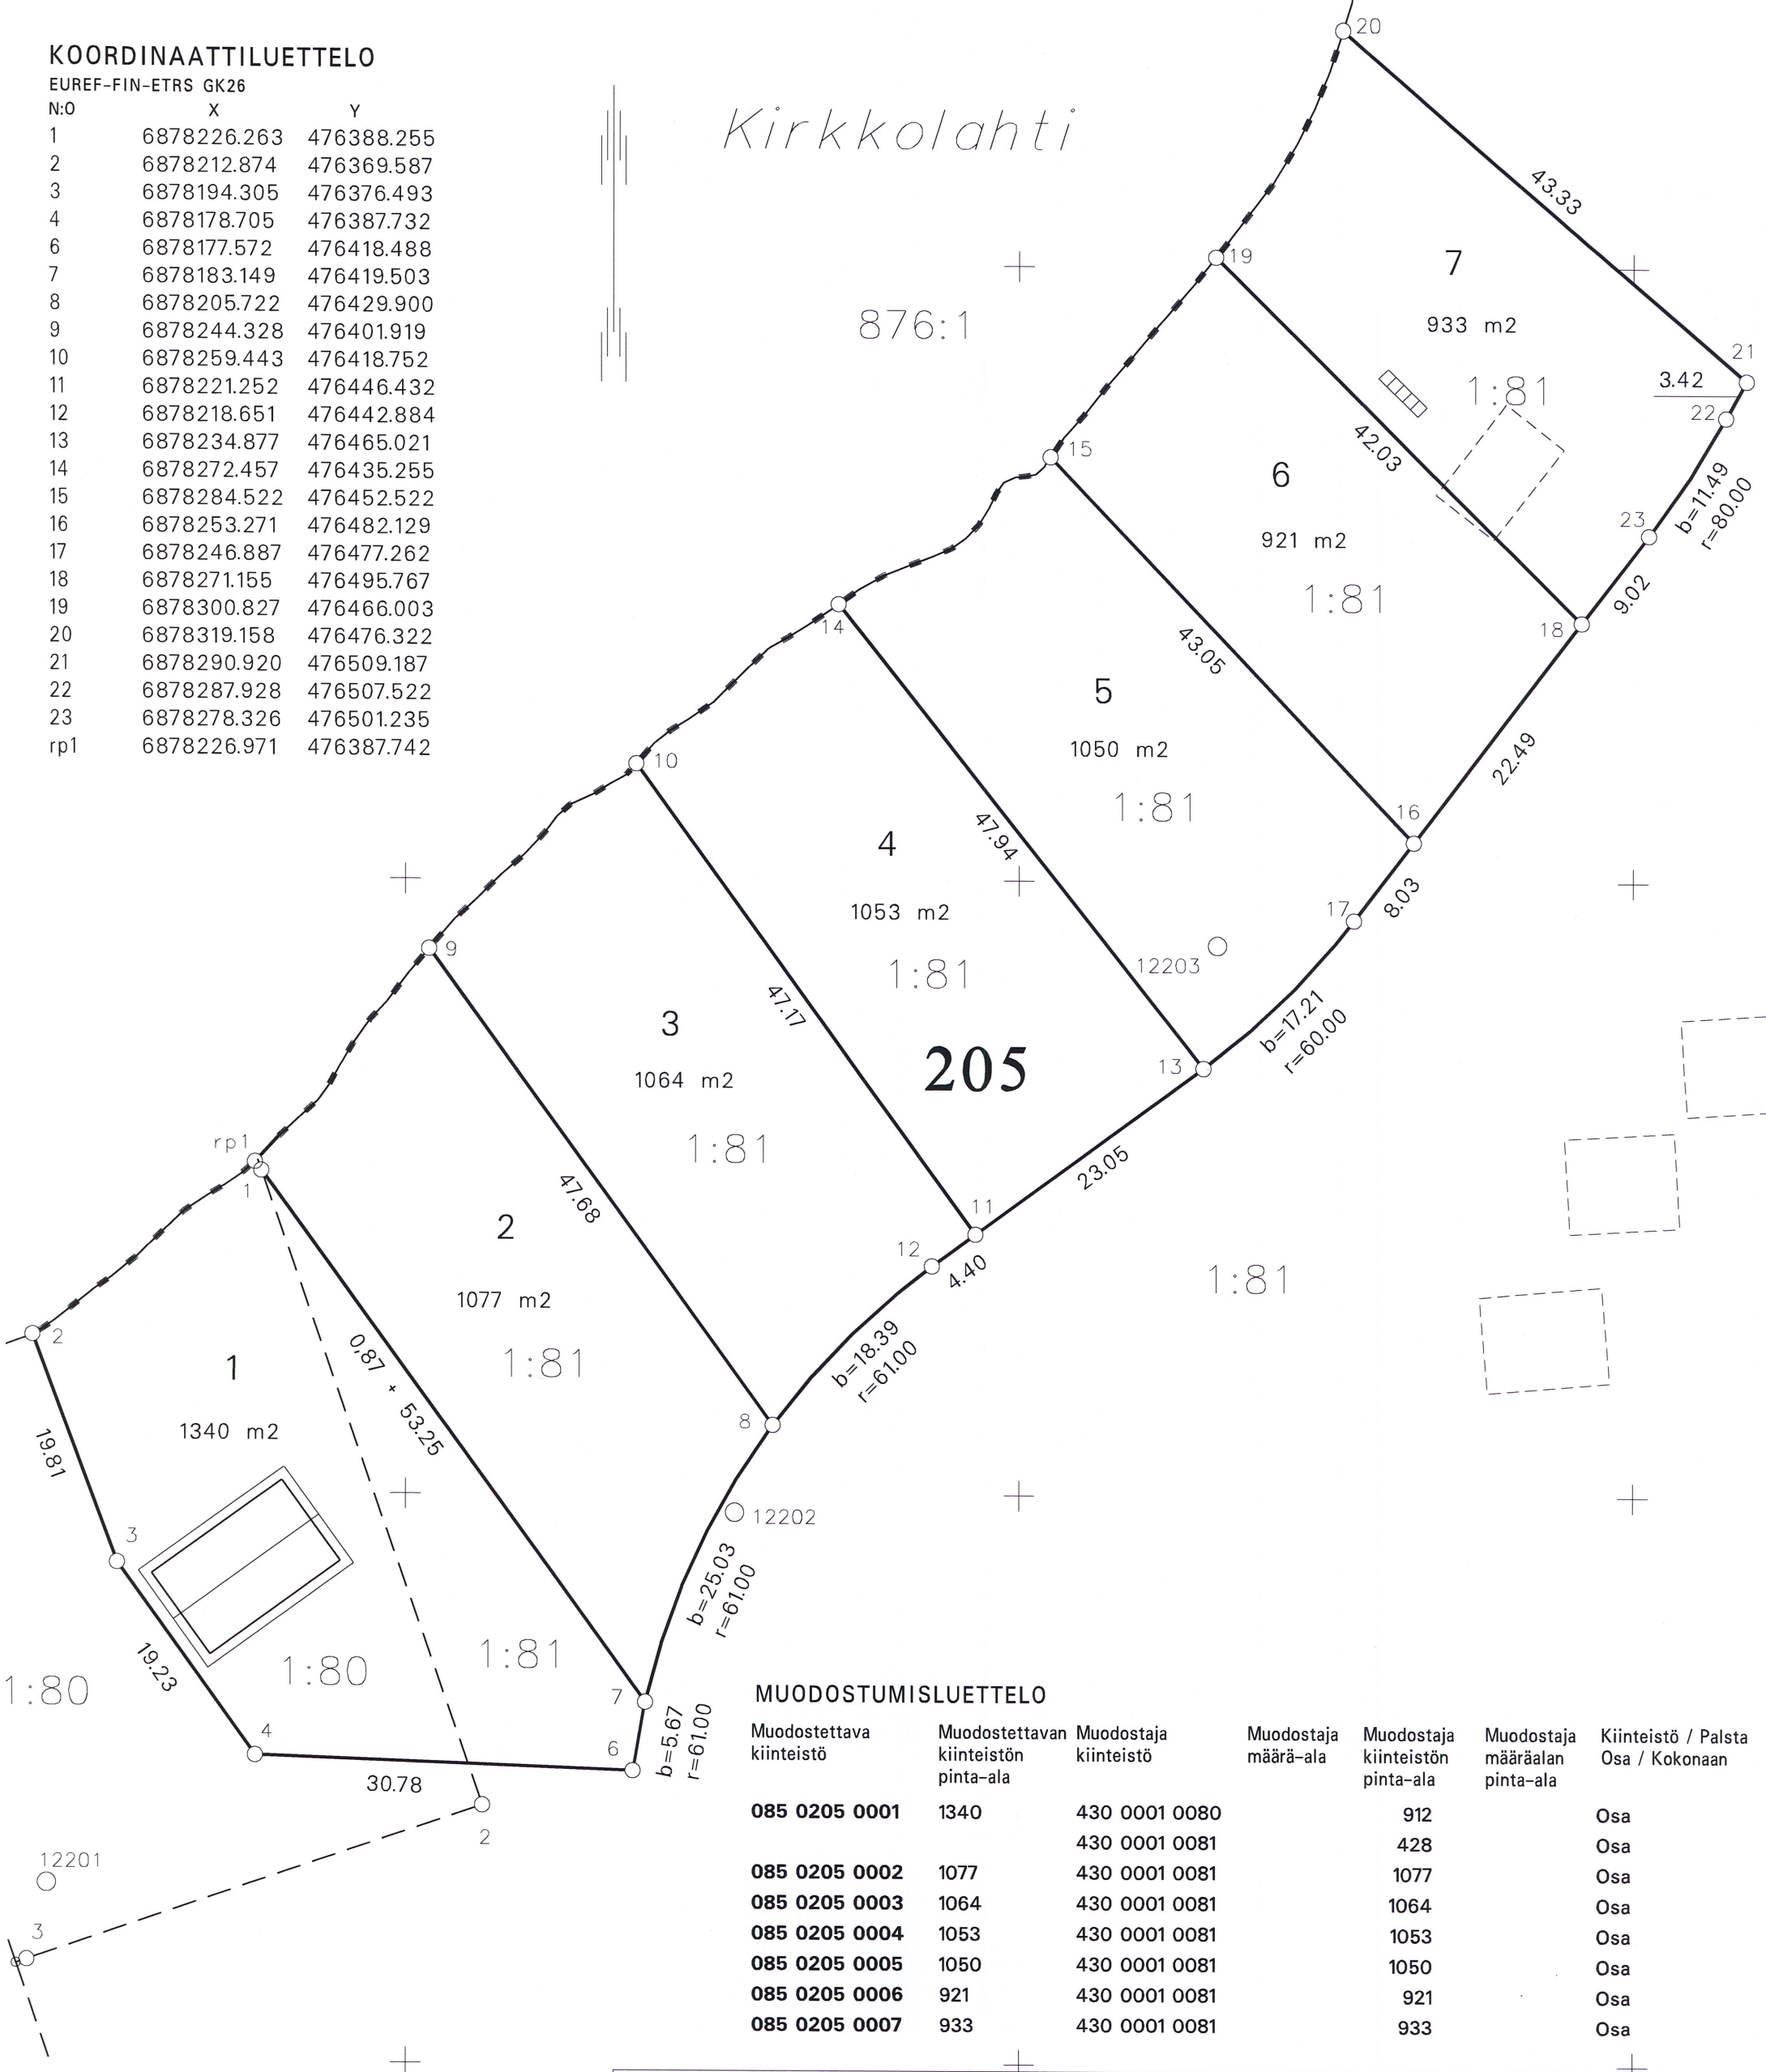 KOORDINAATTILUETTELO
EUREF-FIN-ETRS GK26
N:O X Y
1 6878226.263 476388.255
2 6878212.874 476369.587
3 6878194.305 476376.493
4 6878178.705 476387.732
6 6878177.572 476418.488
7 6878183.149 476419.503
8 6878205.722 476429.900
9 6878244.328 476401.919
10 6878259.443 476418.752
11 6878221.252 476446.432
12 6878218.651 476442.884
13 6878234.877 476465.021
14 6878272.457 476435.255
15 6878284.522 476452.522
16 6878253.271 476482.129
17 6878246.887 476477.262
18 6878271.155 476495.767
19 6878300.827 476466.003
20 6878319.158 476476.322
21 6878290.920 476509.187
22 6878287.928 476507.522
23 6878278.326 476501.235
rp1 6878226.971 476387.742
Kirkkolahti
876:1
20
43.33
19
7
933 m2
1:81
21
3.42
22
b=11.49
r=80.00
23
9.02
18
42.03
15
6
921 m2
1:81
43.05
22.49
14
5
1050 m2
1:81
16
8.03
17
12203
b=17.21
r=60.00
47.94
10
4
1053 m2
1:81
205
13
23.05
47.17
9
3
1064 m2
1:81
11
12
4.40
1:81
b=18.39
r=61.00
47.68
rp1
1
2
1077 m2
1:81
8
12202
b=25.03
r=61.00
0,87 + 53.25
2
1
1340 m2
19.81
3
19.23
1:80
1:80
1:81
4
30.78
7
6
b=5.67
r=61.00
2
12201
3
MUODOSTUMISLUETTELO
Muodostettava Muodostettavan Muodostaja Muodostaja Muodostaja Muodostaja Kiinteistö / Palsta
kiinteistö kiinteistön kiinteistö määrä-ala kiinteistön määräalan Osa / Kokonaan
pinta-ala pinta-ala pinta-ala
085 0205 0001 1340 430 0001 0080 912 Osa
430 0001 0081 428 Osa
085 0205 0002 1077 430 0001 0081 1077 Osa
085 0205 0003 1064 430 0001 0081 1064 Osa
085 0205 0004 1053 430 0001 0081 1053 Osa
085 0205 0005 1050 430 0001 0081 1050 Osa
085 0205 0006 921 430 0001 0081 921 Osa
085 0205 0007 933 430 0001 0081 933 Osa